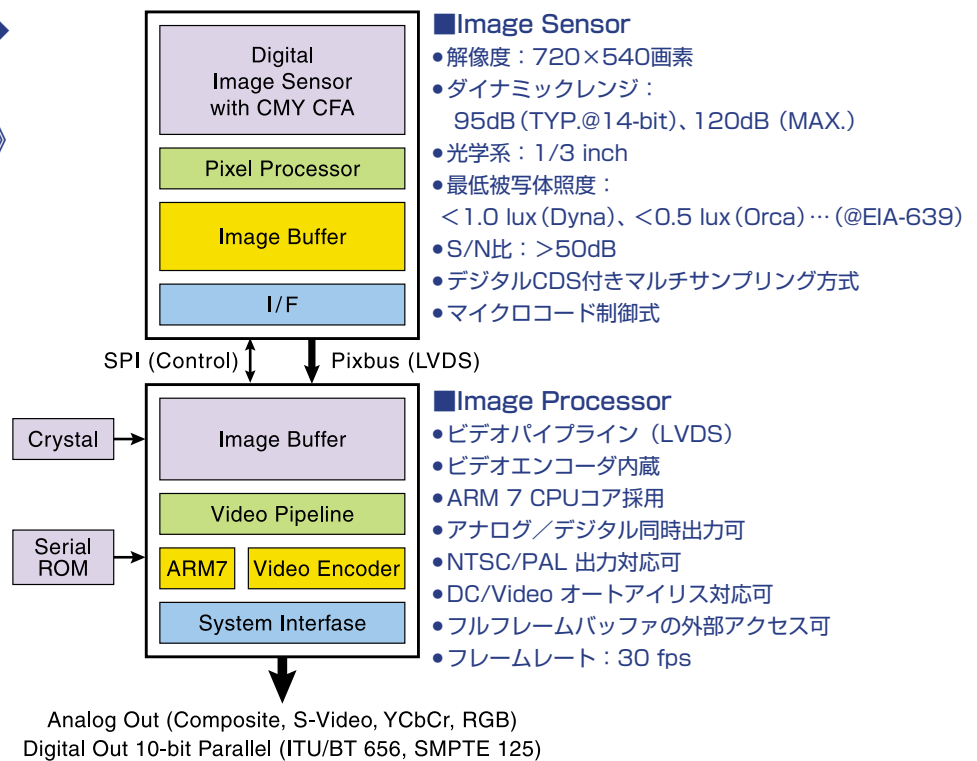 Digital
Image Sensor
with CMY CFA
Pixel Processor
Image Buffer
I/F
■Image Sensor
●解像度：720×540画素
●ダイナミックレンジ：
95dB（TYP.@14-bit）、120dB（MAX.）
●光学系：1/3 inch
●最低被写体照度：
＜1.0 lux（Dyna）、＜0.5 lux（Orca）…（@EIA-639）
●S/N比：＞50dB
●デジタルCDS付きマルチサンプリング方式
●マイクロコード制御式
SPI (Control)
Pixbus (LVDS)
Crystal
Serial
ROM
Image Buffer
Video Pipeline
ARM7
Video Encoder
System Interfase
■Image Processor
●ビデオパイプライン（LVDS）
●ビデオエンコーダ内蔵
●ARM 7 CPUコア採用
●アナログ／デジタル同時出力可
●NTSC/PAL 出力対応可
●DC/Video オートアイリス対応可
●フルフレームバッファの外部アクセス可
●フレームレート：30 fps
Analog Out (Composite, S-Video, YCbCr, RGB)
Digital Out 10-bit Parallel (ITU/BT 656, SMPTE 125)